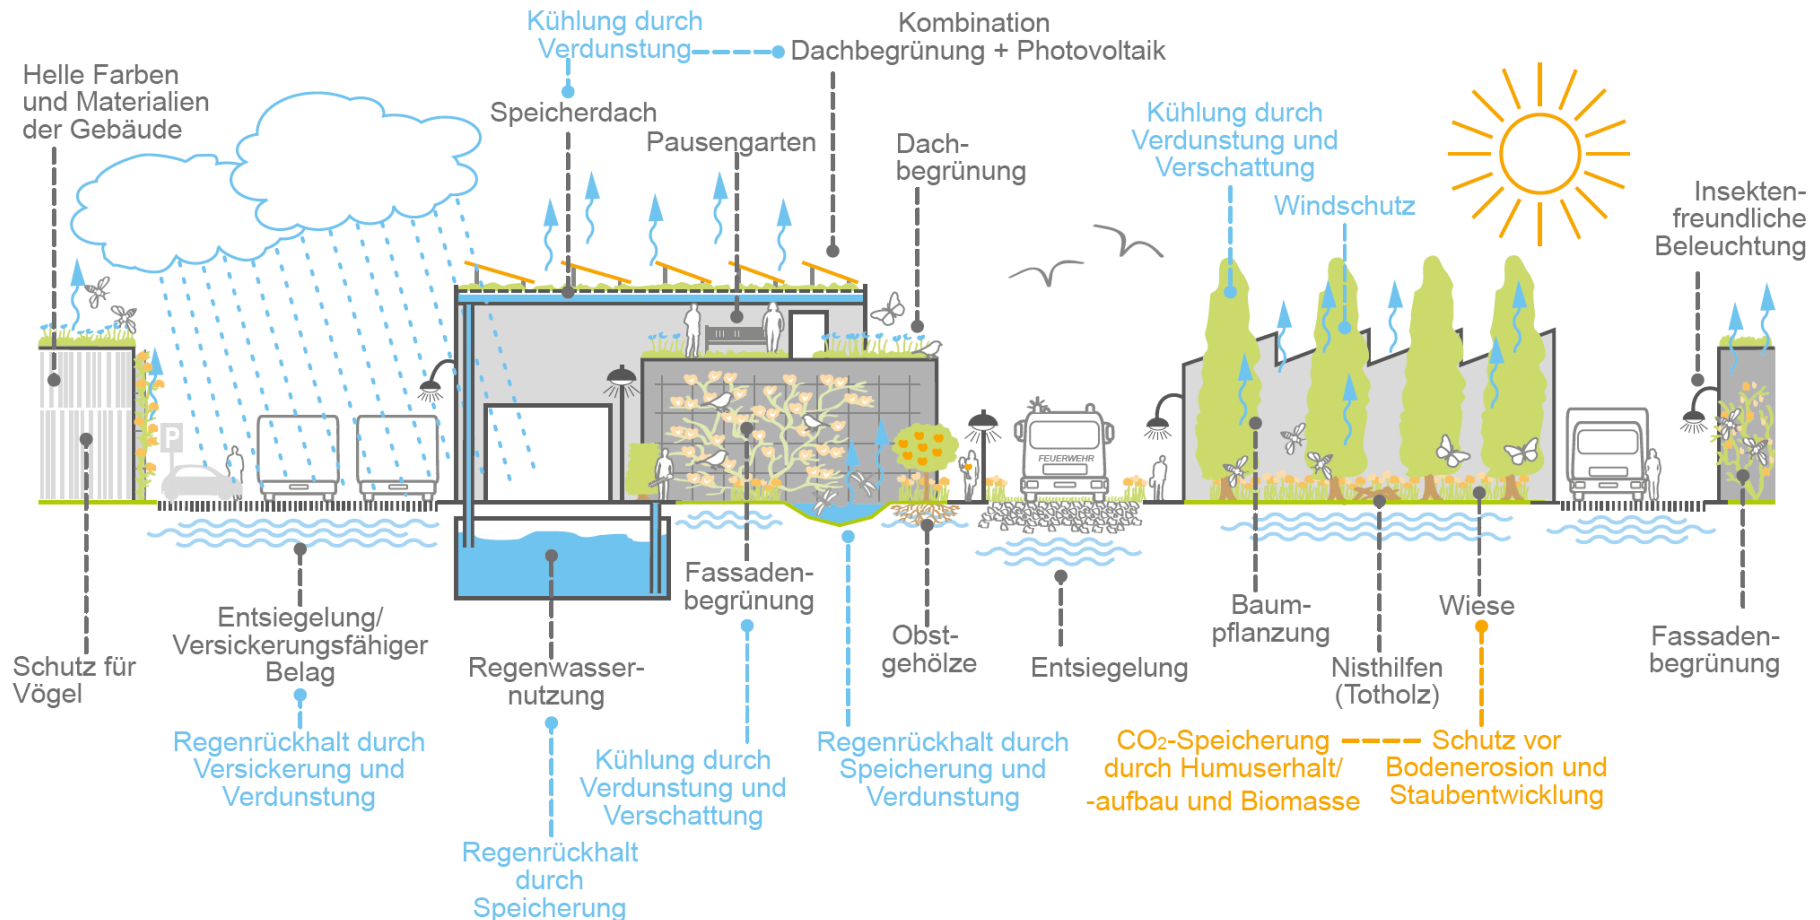 Kühlung durch
Verdunstung
Kombination
Dachbegrünung + Photovoltaik
Helle Farben
und Materialien
der Gebäude
Speicherdach
Pausengarten
Dach-
begrünung
Kühlung durch
Verdunstung und
Verschattung
Windschutz
Insekten-
freundliche
Beleuchtung
P
FEUERWEHR
Schutz für
Vögel
Entsiegelung/
Versickerungsfähiger
Belag
Regenrückhalt durch
Versickerung und
Verdunstung
Regenwasser-
nutzung
Regenrückhalt
durch
Speicherung
Fassaden-
begrünung
Kühlung durch
Verdunstung und
Verschattung
Regenrückhalt durch
Speicherung und
Verdunstung
Obst-
gehölze
Entsiegelung
Baum-
pflanzung
Nisthilfen
(Totholz)
Wiese
CO₂-Speicherung
durch Humuserhalt/
-aufbau und Biomasse
Schutz vor
Bodenerosion und
Staubentwicklung
Fassaden-
begrünung